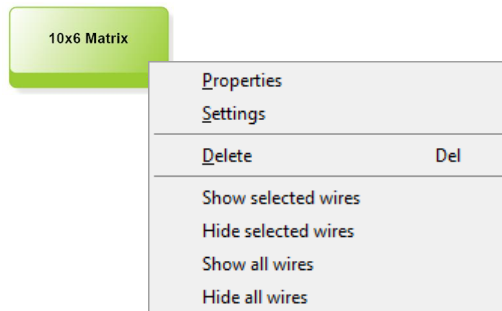 10x6 Matrix
Properties
Settings
Delete Del
Show selected wires
Hide selected wires
Show all wires
Hide all wires